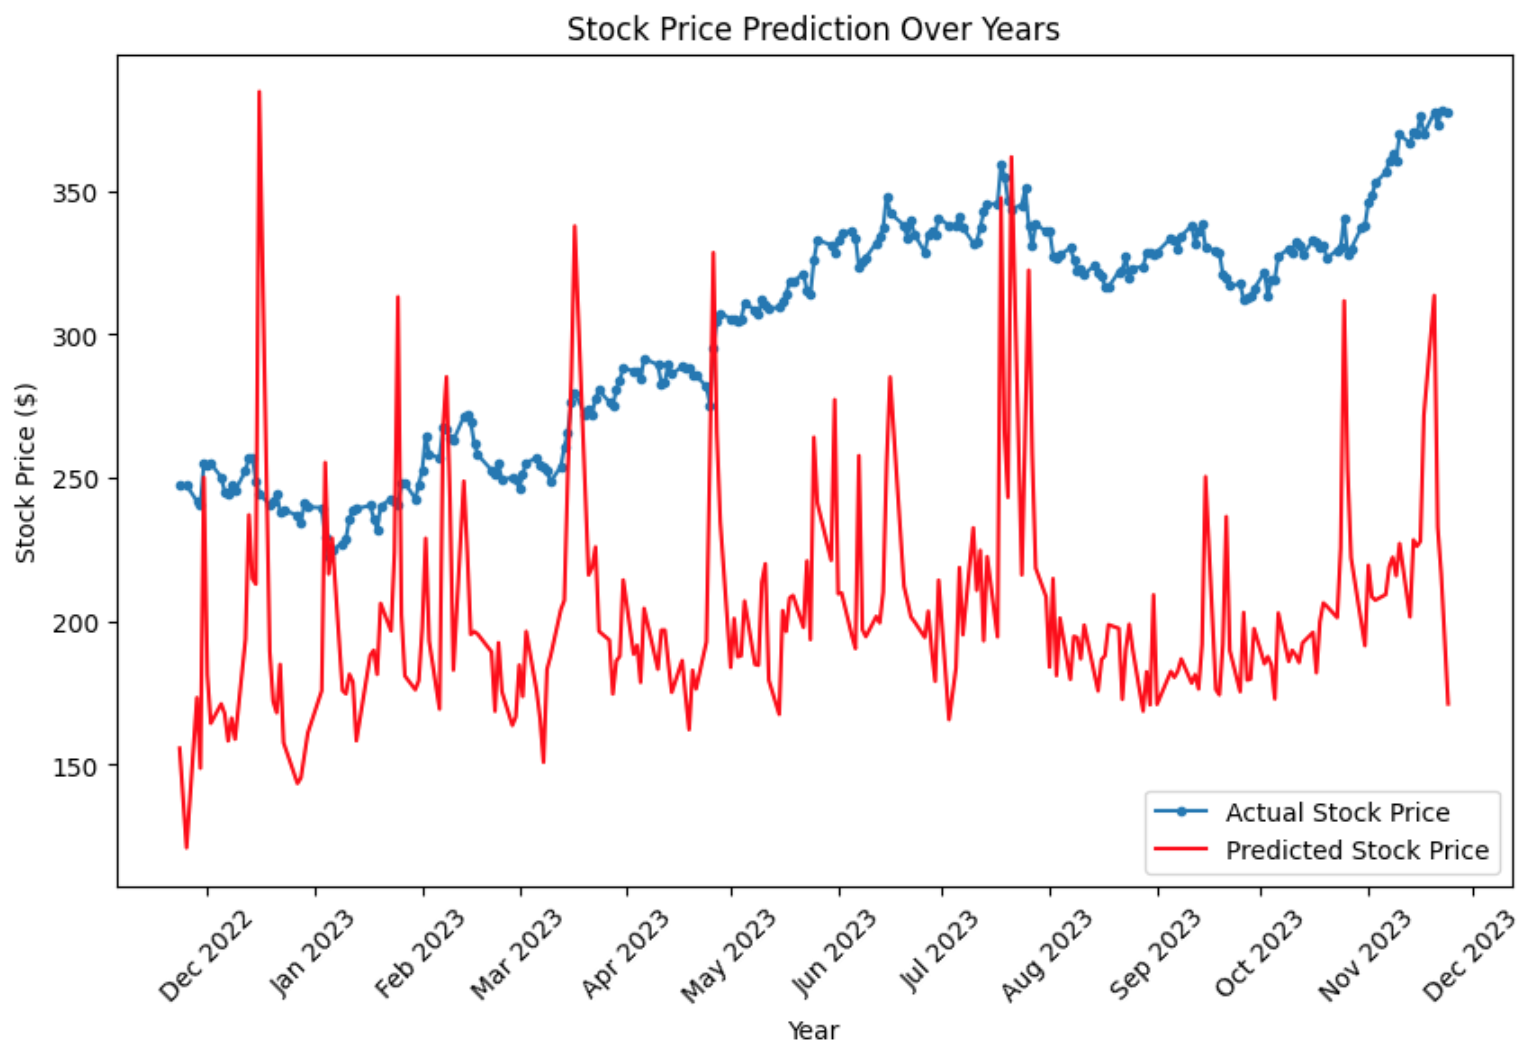 Stock Price Prediction Over Years
Stock Price ($)
350
300
250
200
150
Actual Stock Price
Predicted Stock Price
Dec 2022
Jan 2023
Feb 2023
Mar 2023
Apr 2023
May 2023
Jun 2023
Jul 2023
Aug 2023
Sep 2023
Oct 2023
Nov 2023
Dec 2023
Year